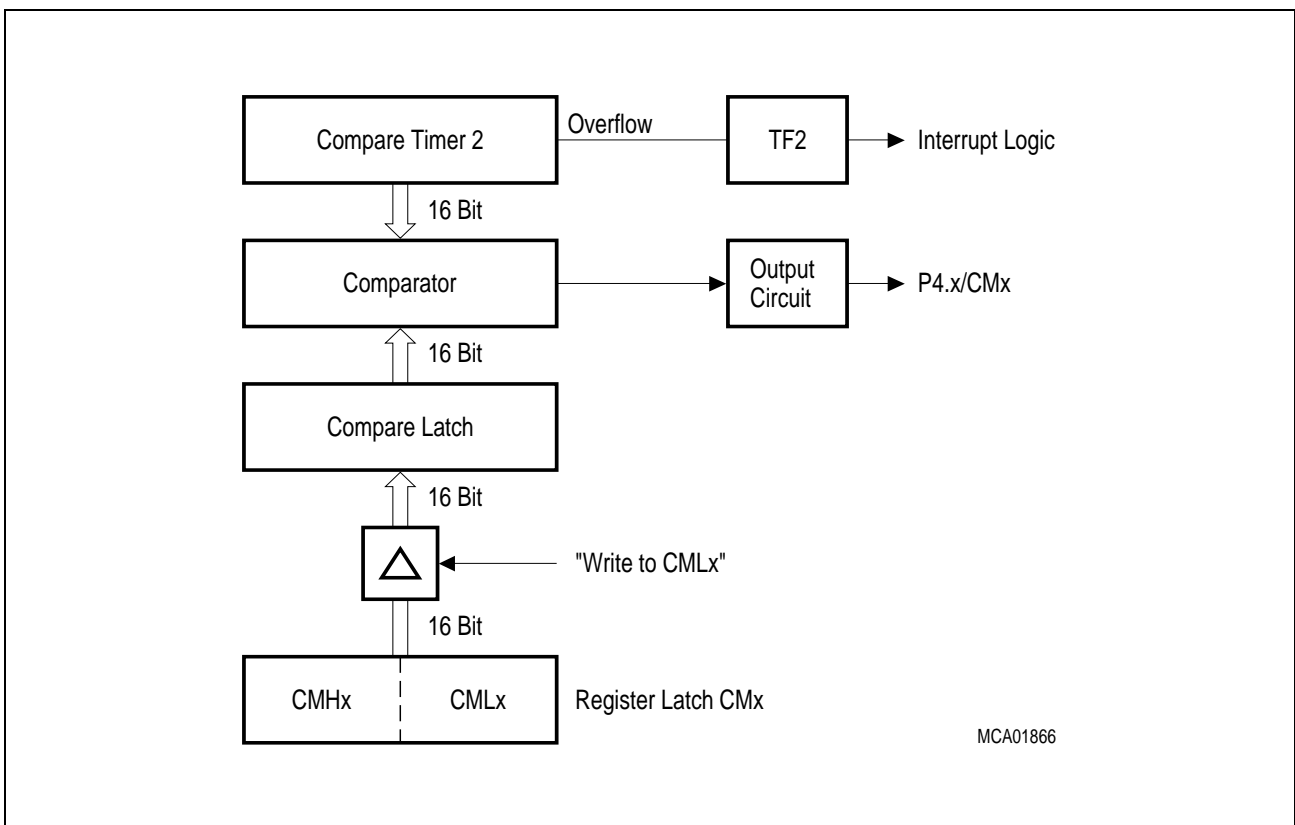 Compare Timer 2
Overflow
TF2
Interrupt Logic
16 Bit
Comparator
Output
Circuit
P4.x/CMx
16 Bit
Compare Latch
16 Bit
"Write to CMLx"
16 Bit
CMHx
CMLx
Register Latch CMx
MCA01866